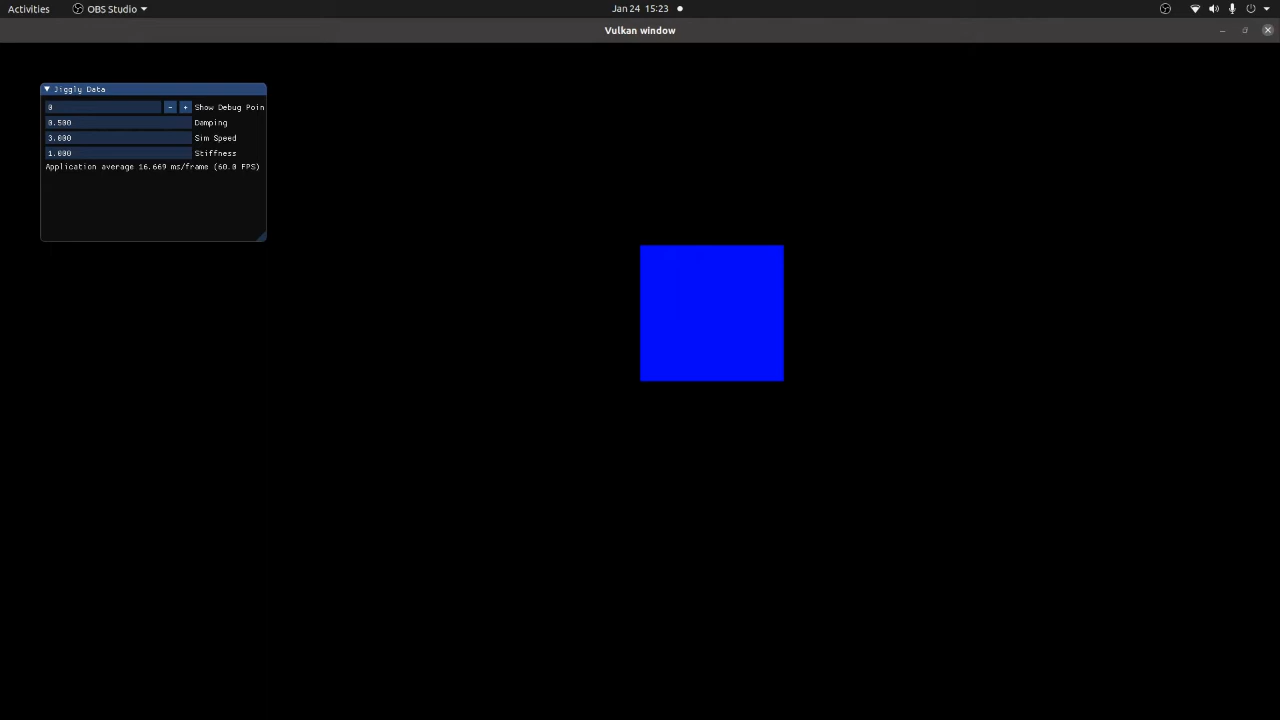 Activities OBS Studio Jan 24 15:23
Vulkan window
Jiggly Data
0 - + Show Debug Poin
0.500 Damping
3.000 Sim Speed
1.000 Stiffness
Application average 16.669 ms/frame (60.0 FPS)